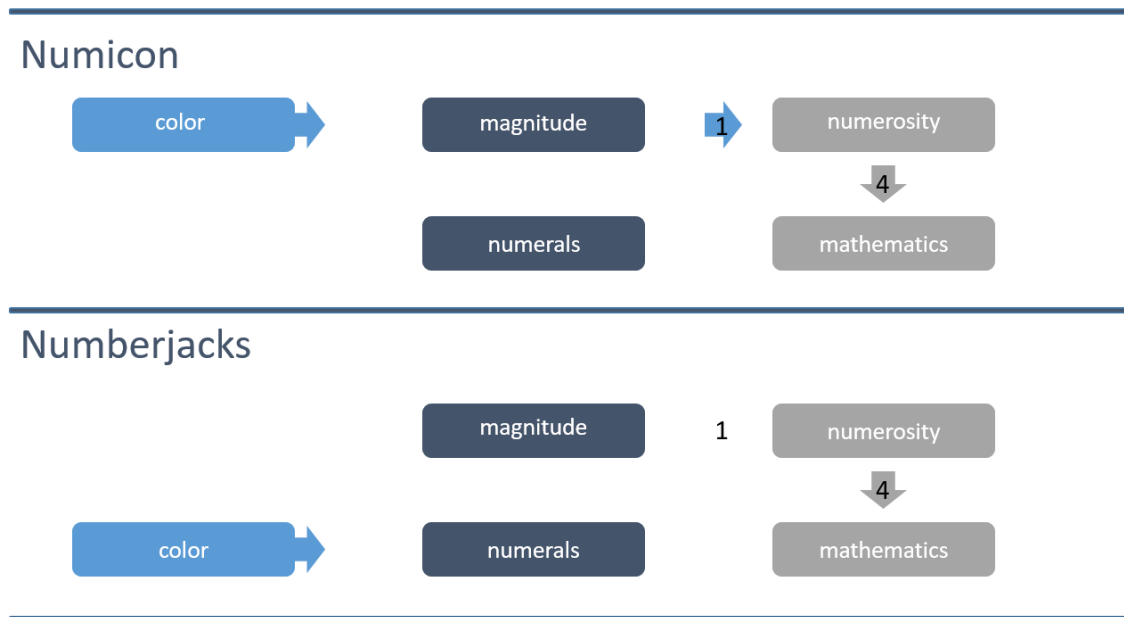 Numicon
color
magnitude
1
numerosity
4
numerals
mathematics
Numberjacks
magnitude
1
numerosity
4
color
numerals
mathematics